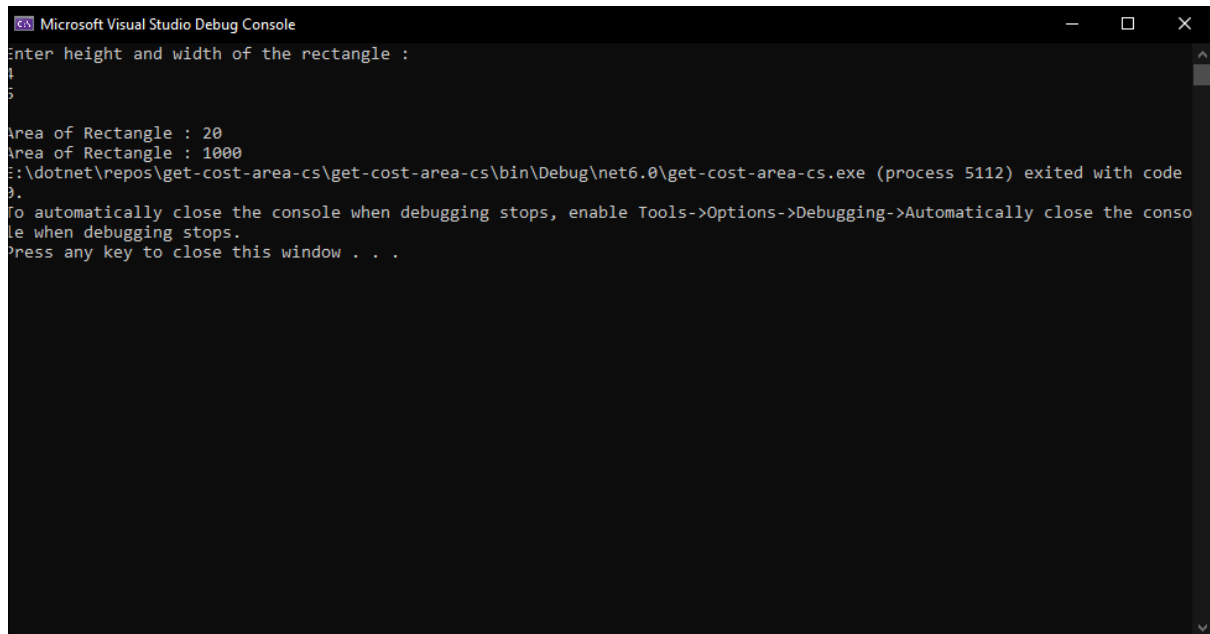 Microsoft Visual Studio Debug Console
Enter height and width of the rectangle :
4
5
Area of Rectangle : 20
Area of Rectangle : 1000
E:\dotnet\repos\get-cost-area-cs\get-cost-area-cs\bin\Debug\net6.0\get-cost-area-cs.exe (process 5112) exited with code
0.
To automatically close the console when debugging stops, enable Tools->Options->Debugging->Automatically close the conso
le when debugging stops.
Press any key to close this window . . .